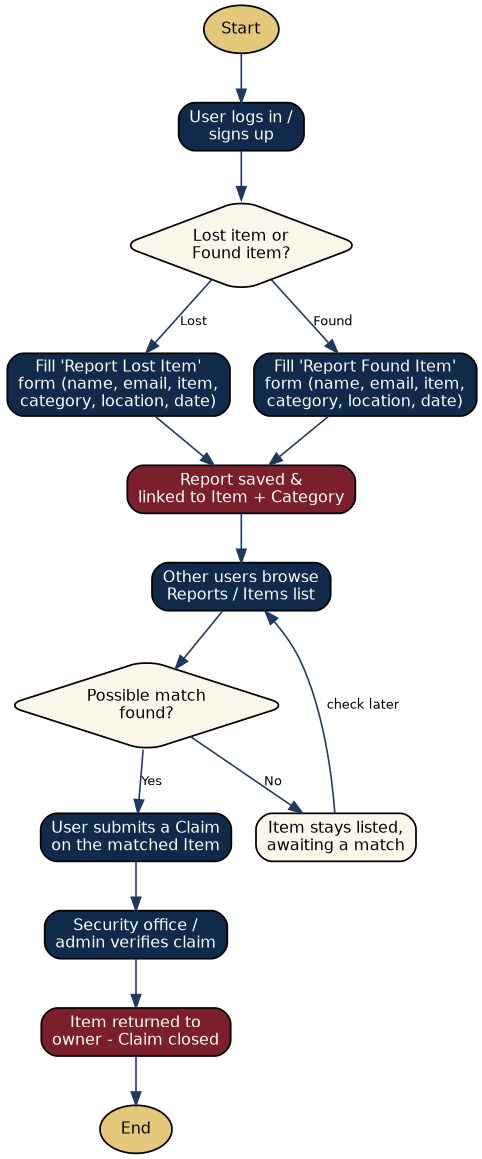 Start
User logs in /
signs up
Lost item or
Found item?
Lost
Found
Fill 'Report Lost Item'
form (name, email, item,
category, location, date)
Fill 'Report Found Item'
form (name, email, item,
category, location, date)
Report saved &
linked to Item + Category
Other users browse
Reports / Items list
Possible match
found?
check later
Yes
No
User submits a Claim
on the matched Item
Item stays listed,
awaiting a match
Security office /
admin verifies claim
Item returned to
owner - Claim closed
End